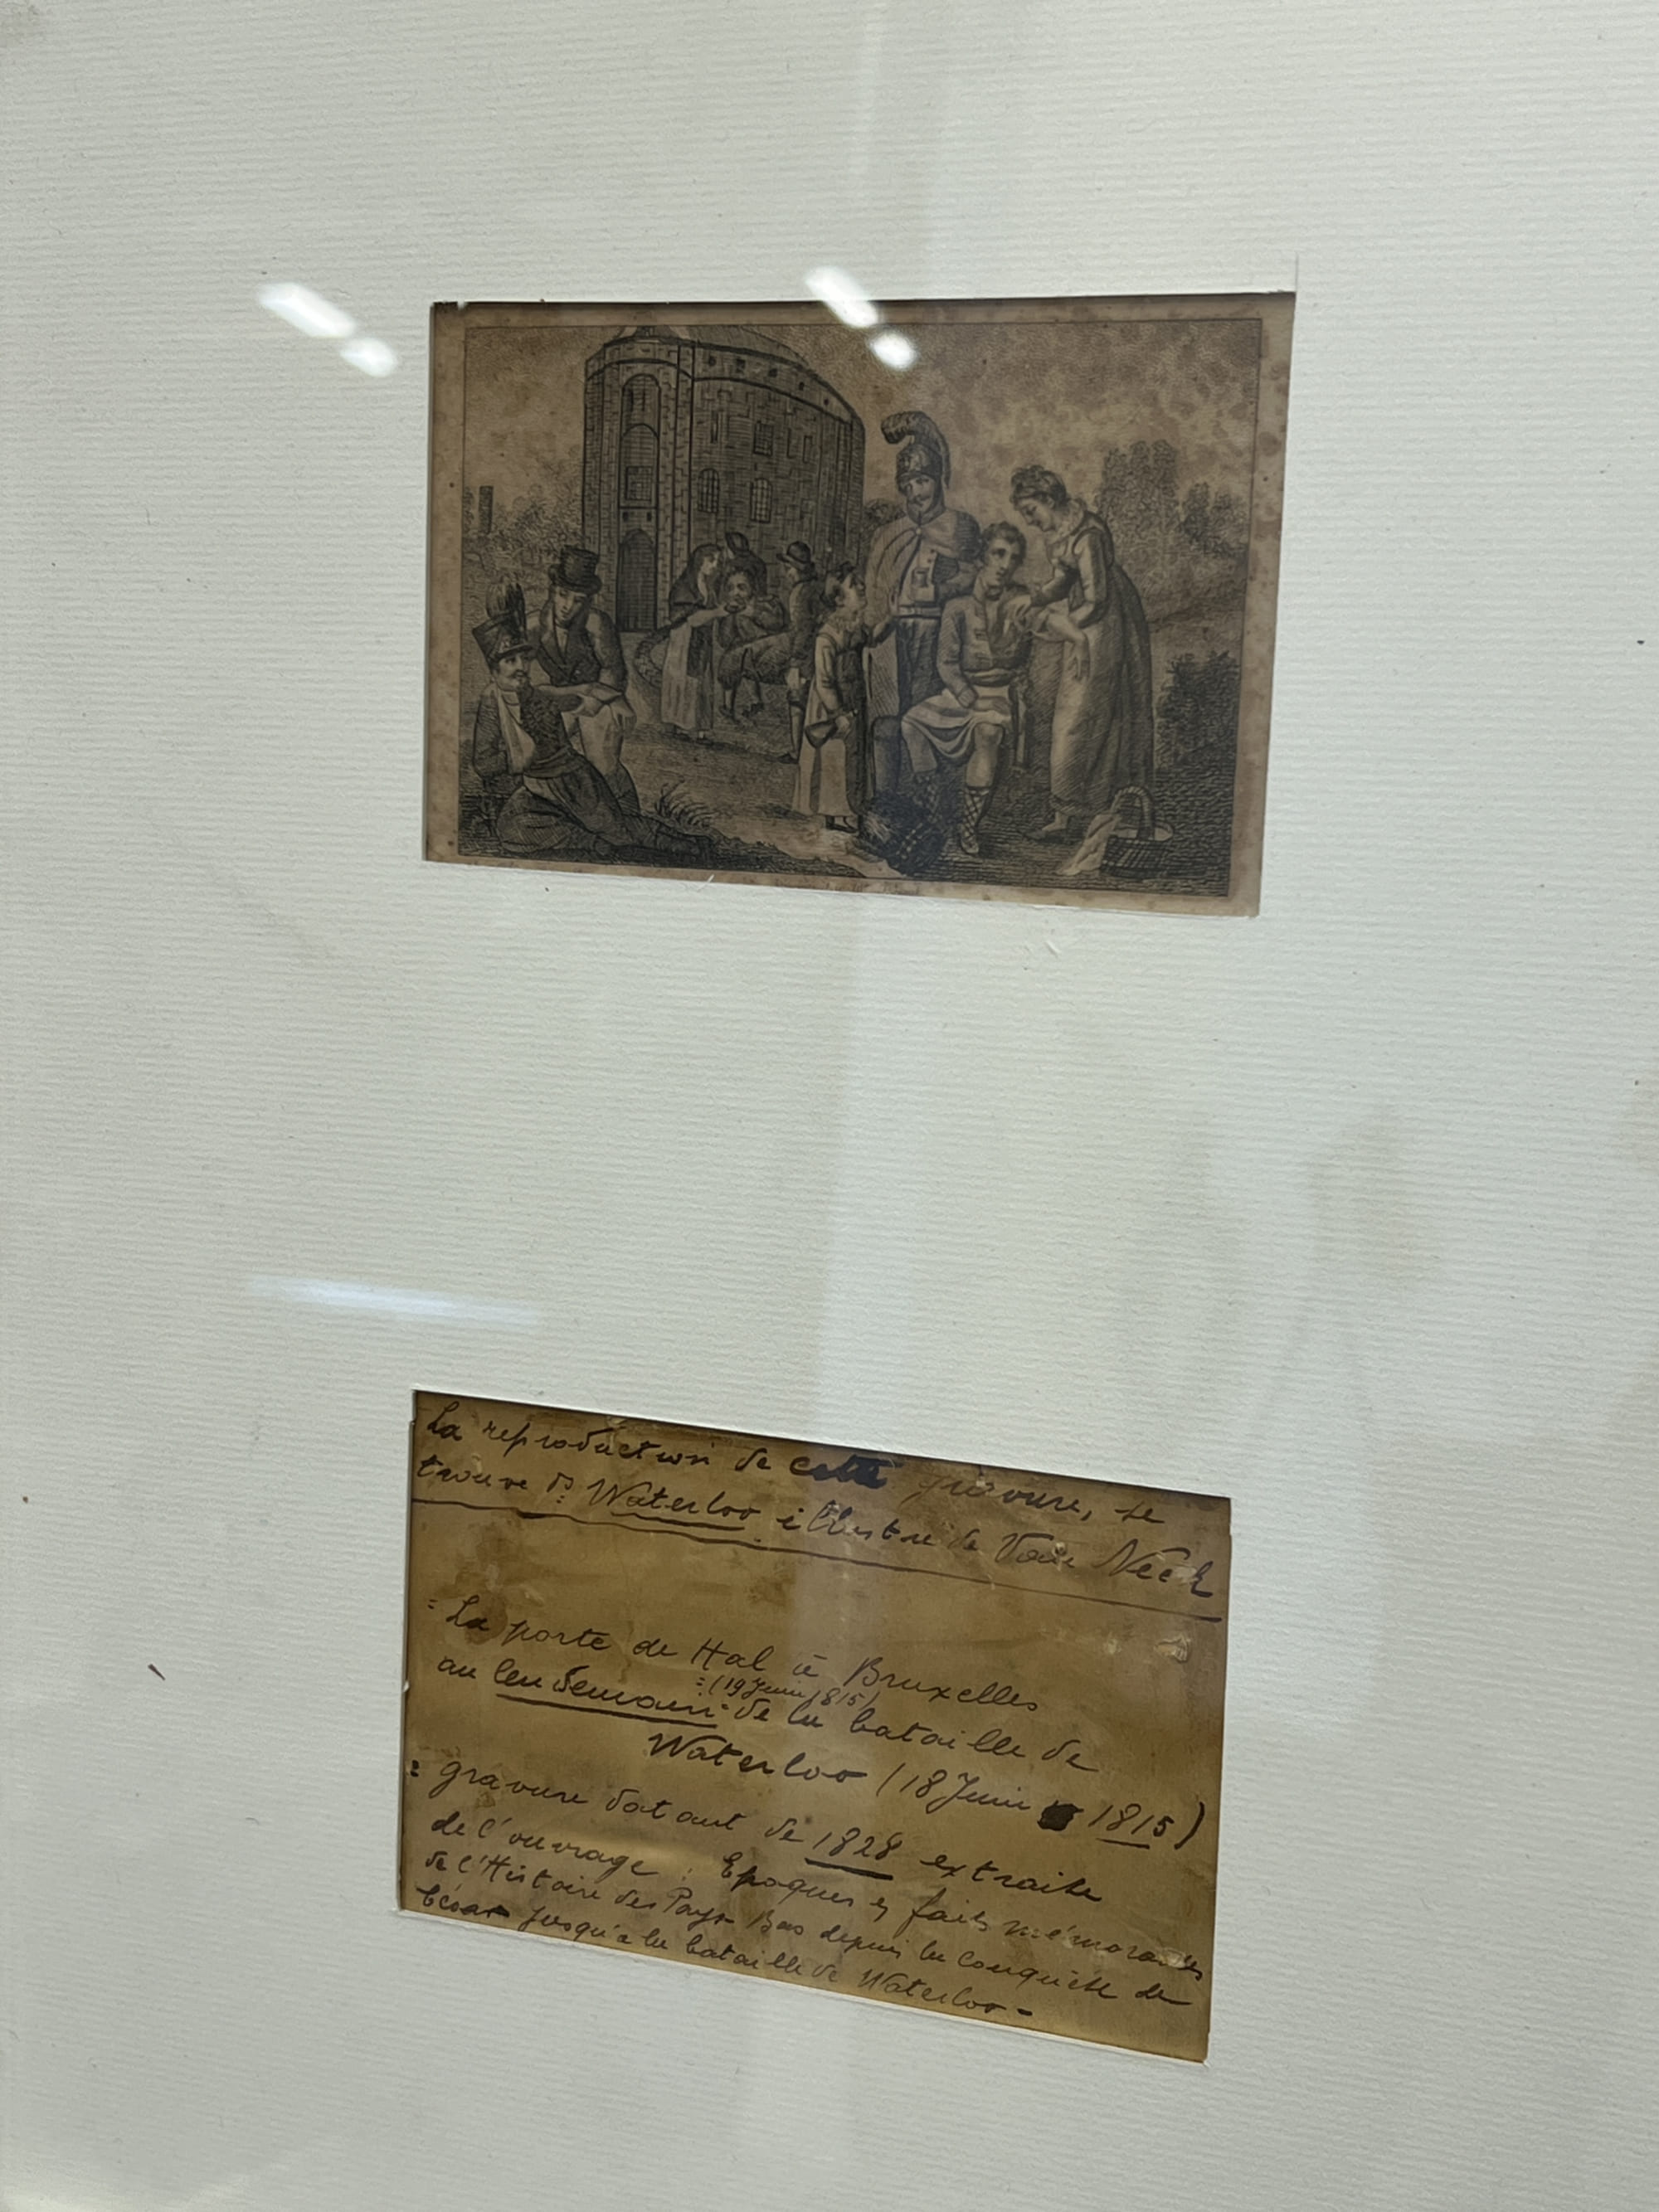 La reproduction de cette gravure, se
trouve ds Waterloo illustré de Van Neck
= La porte de Hal à Bruxelles
= (19 Juin 1815)
au lendemain de la bataille de
Waterloo (18 Juin 1815)
= gravure datant de 1828 extraite
de l'ouvrage : Epoques & faits mémorables
de l'Histoire des Pays-Bas depuis la conquête de
César jusqu'à la bataille de Waterloo -